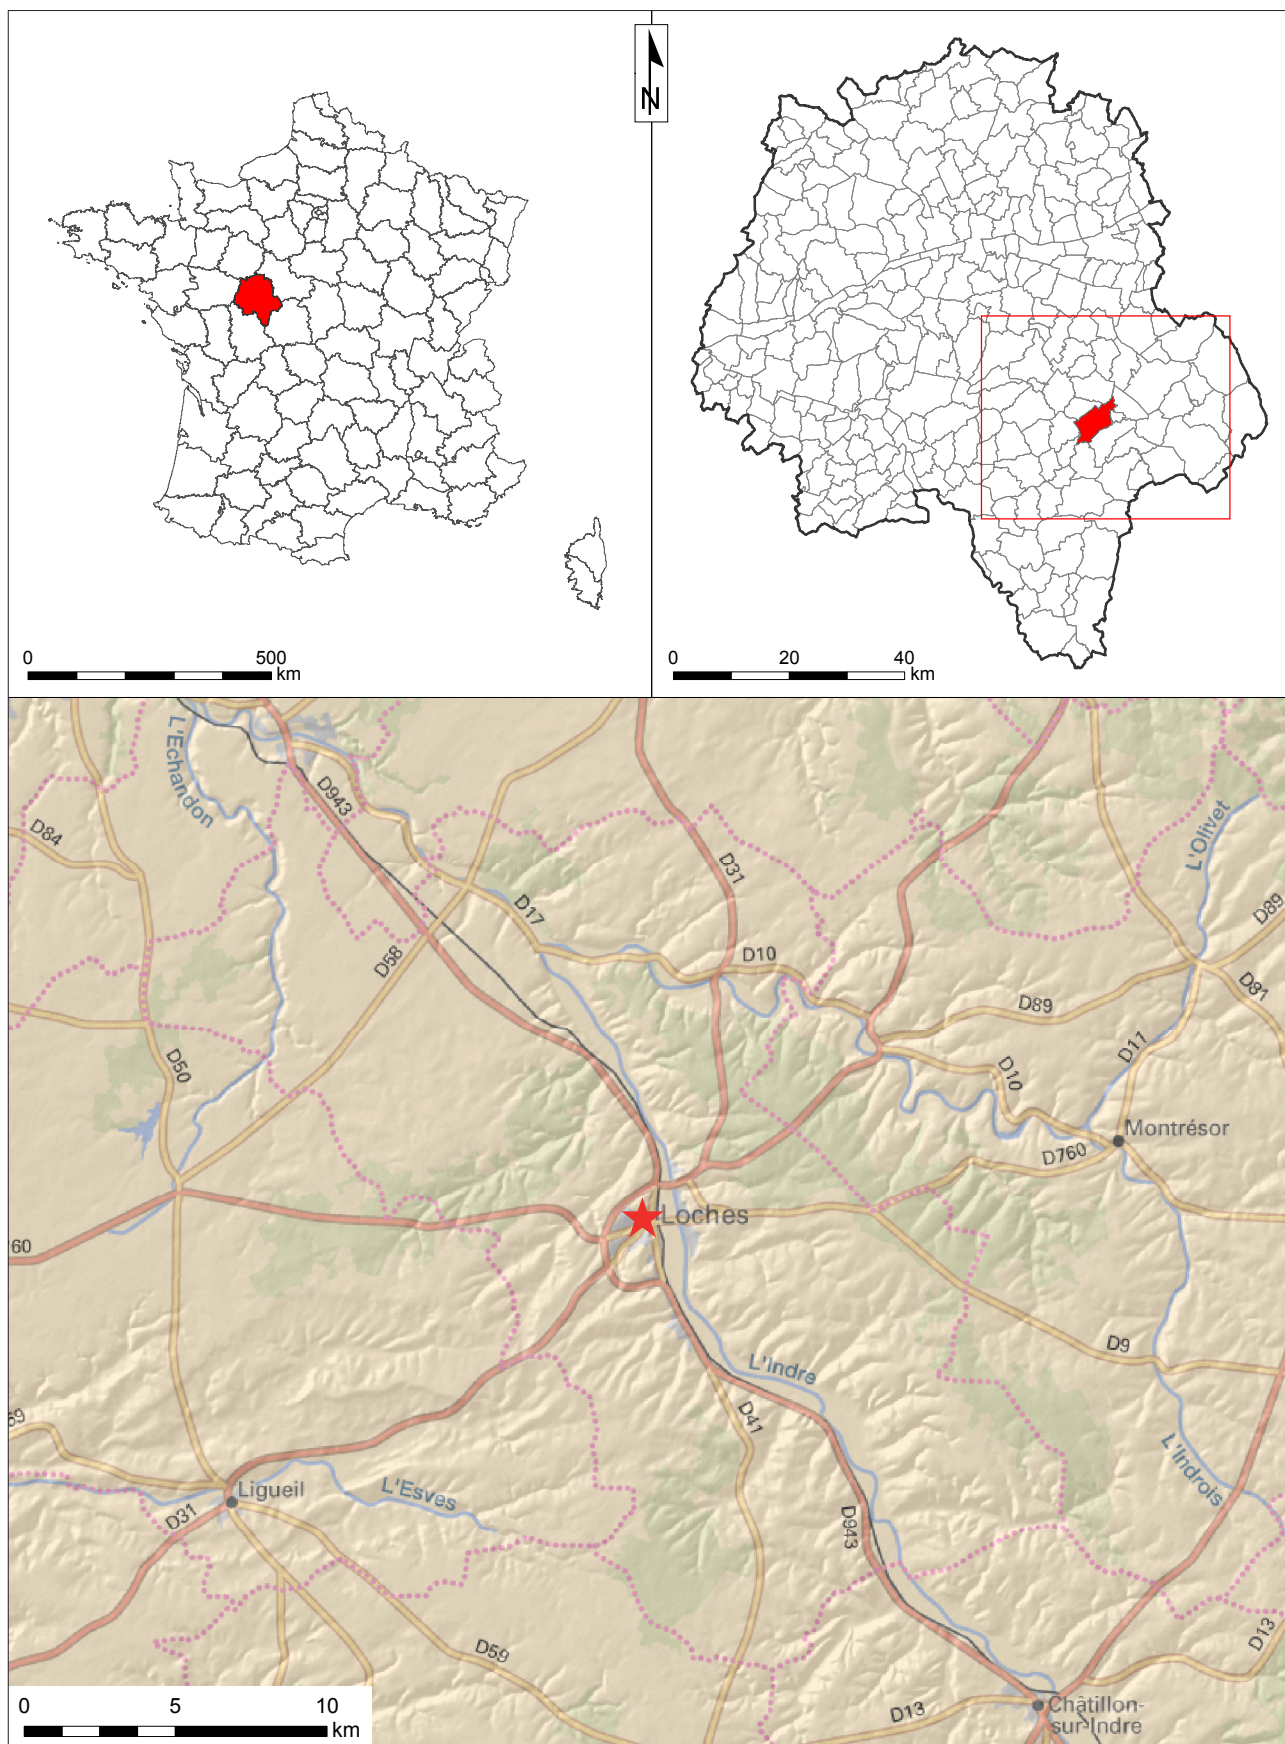 N
0
500
km
0
20
40
km
L'Echandon
D943
D84
L'Olivet
D31
D89
D17
D58
D10
D81
D89
D50
D11
D10
Montrésor
D760
Loches
60
D9
L'Indre
D41
59
L'Indrois
Ligueil
L'Esves
D31
D943
D13
D59
0
5
10
km
D13
Châtillon-
sur-Indre